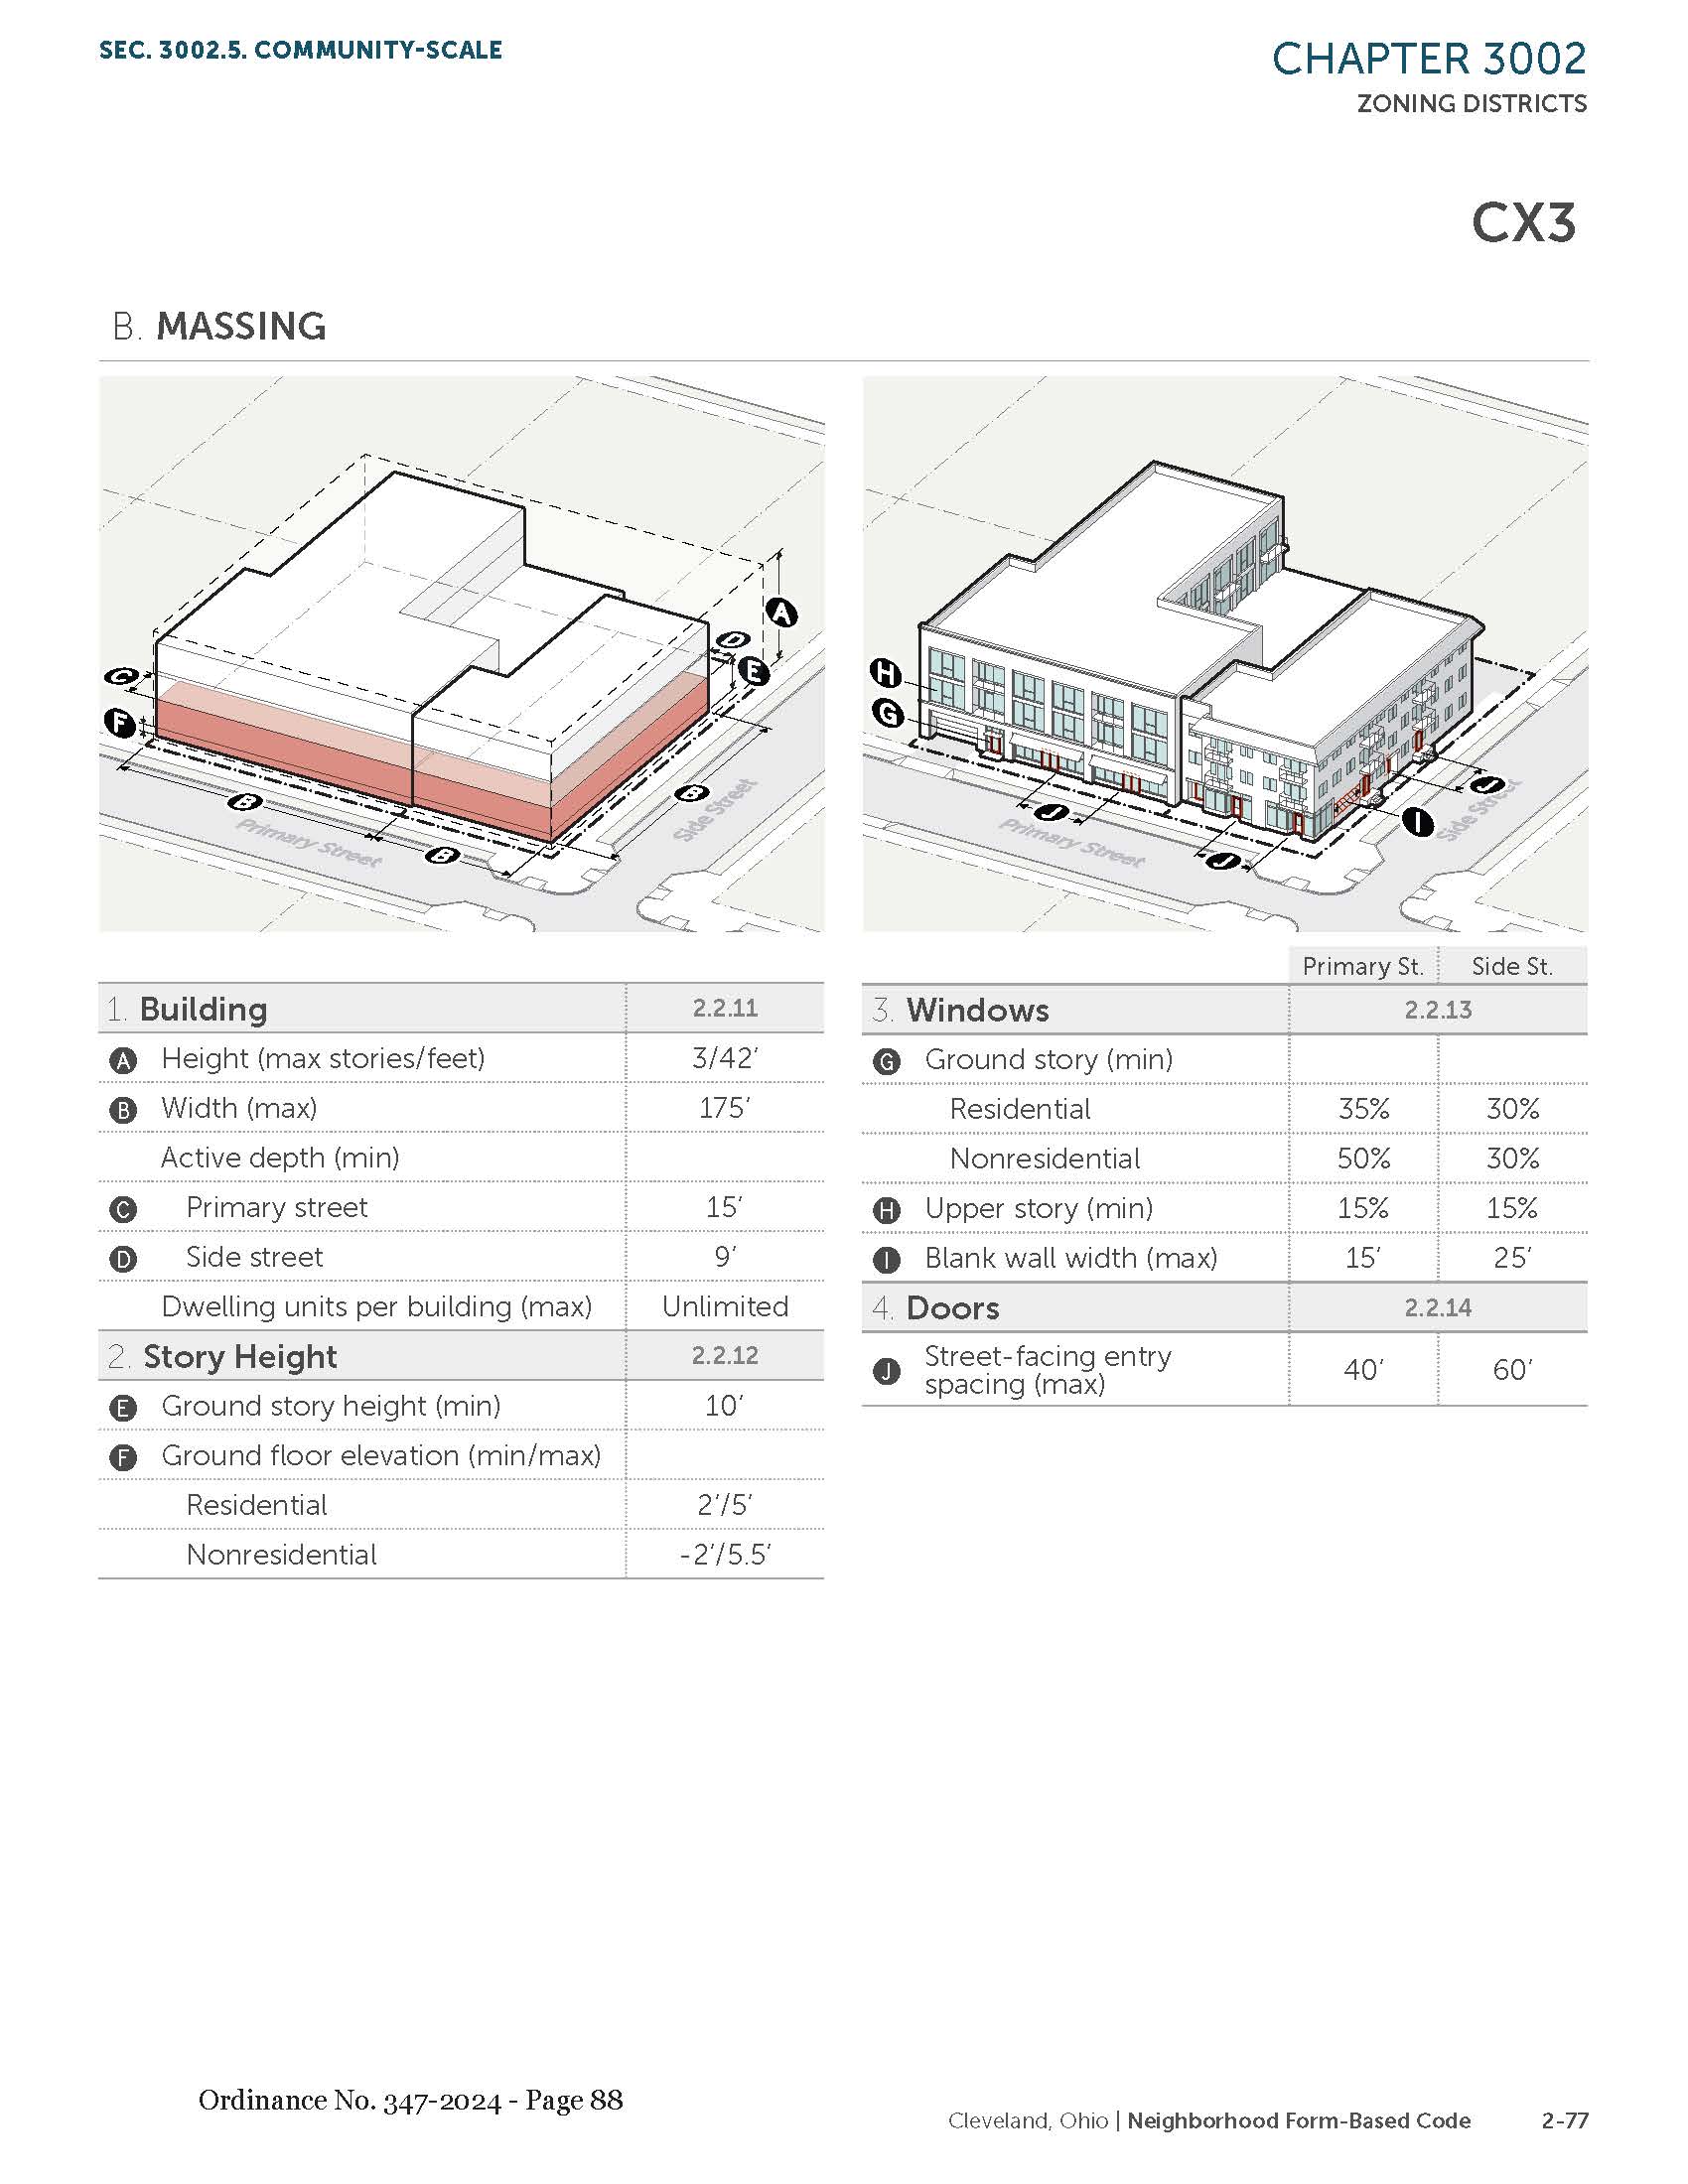 SEC. 3002.5. COMMUNITY-SCALE
CHAPTER 3002
ZONING DISTRICTS
CX3
B. MASSING
A
D
E
C
F
B
B
B
Primary Street
Side Street
H
G
J
J
J
I
Primary Street
Side Street
1. Building 2.2.11
A Height (max stories/feet) 3/42′
B Width (max) 175′
Active depth (min)
C Primary street 15′
D Side street 9′
Dwelling units per building (max) Unlimited
2. Story Height 2.2.12
E Ground story height (min) 10′
F Ground floor elevation (min/max)
Residential 2′/5′
Nonresidential -2′/5.5′
Primary St. Side St.
3. Windows 2.2.13
G Ground story (min)
Residential 35% 30%
Nonresidential 50% 30%
H Upper story (min) 15% 15%
I Blank wall width (max) 15′ 25′
4. Doors 2.2.14
J Street-facing entry
spacing (max) 40′ 60′
Ordinance No. 347-2024 - Page 88
Cleveland, Ohio | Neighborhood Form-Based Code 2-77